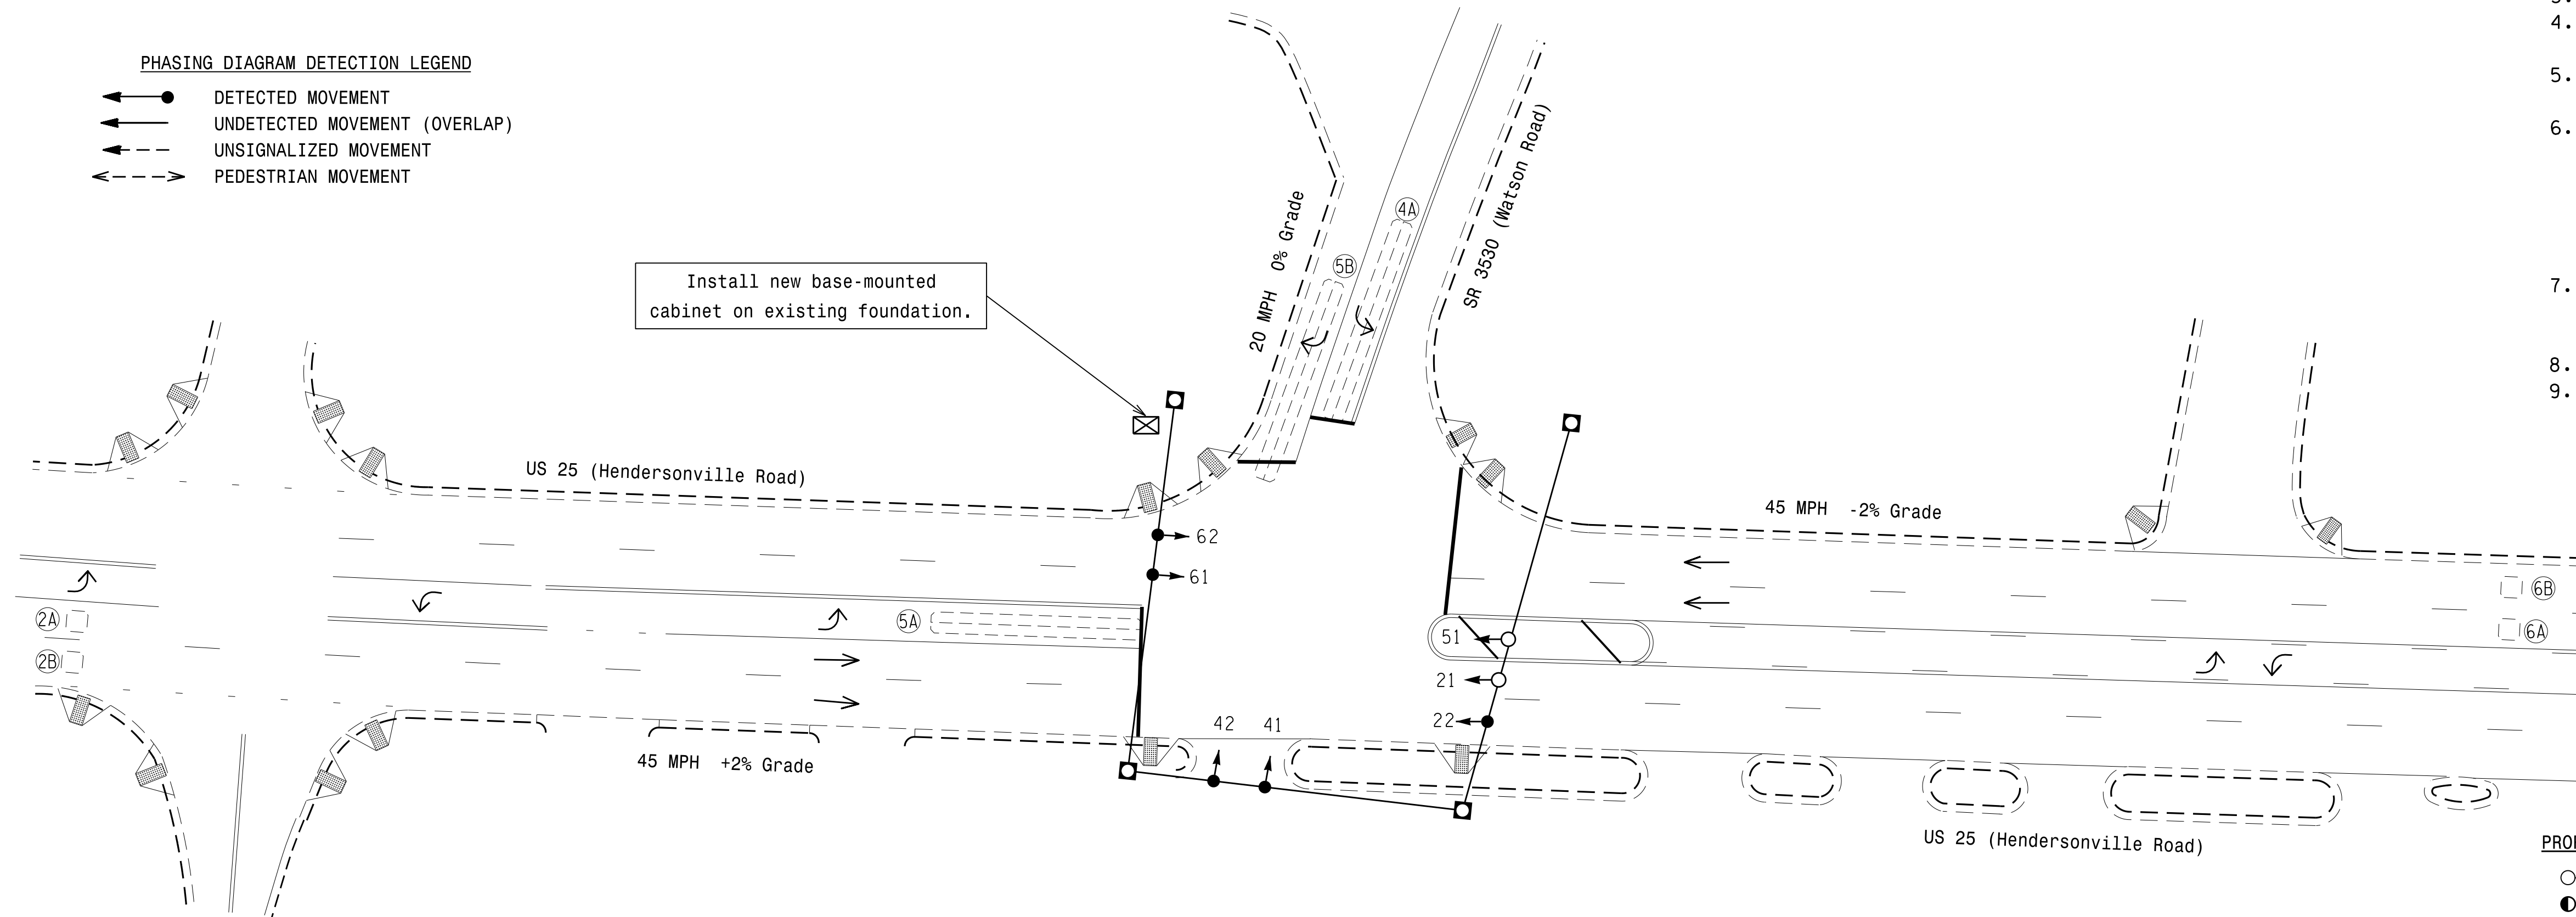 PHASING DIAGRAM DETECTION LEGEND
DETECTED MOVEMENT
UNDETECTED MOVEMENT (OVERLAP)
UNSIGNALIZED MOVEMENT
PEDESTRIAN MOVEMENT
4.
5.
6.
7.
8.
9.
Install new base-mounted
cabinet on existing foundation.
20 MPH 0% Grade
SR 3530 (Watson Road)
4A
5B
US 25 (Hendersonville Road)
45 MPH -2% Grade
62
61
2A
2B
5A
51
21
22
42
41
6B
6A
45 MPH +2% Grade
US 25 (Hendersonville Road)